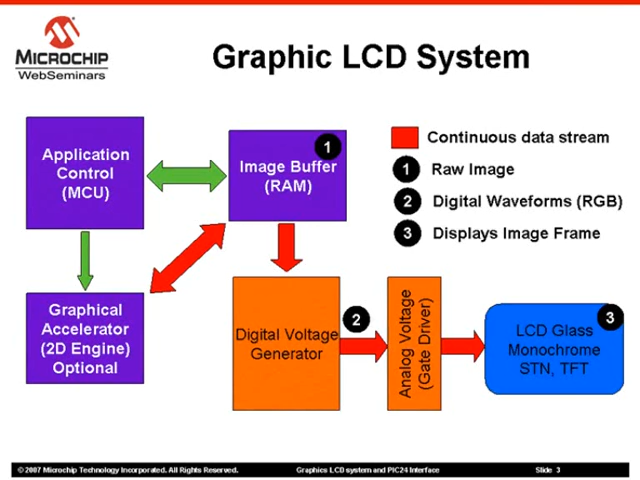 MICROCHIP
WebSeminars
Graphic LCD System
Application
Control
(MCU)
1
Image Buffer
(RAM)
Continuous data stream
1 Raw Image
2 Digital Waveforms (RGB)
3 Displays Image Frame
Graphical
Accelerator
(2D Engine)
Optional
Digital Voltage
Generator
2
Analog Voltage
(Gate Driver)
3
LCD Glass
Monochrome
STN, TFT
© 2007 Microchip Technology Incorporated. All Rights Reserved. Graphics LCD system and PIC24 Interface Slide 3